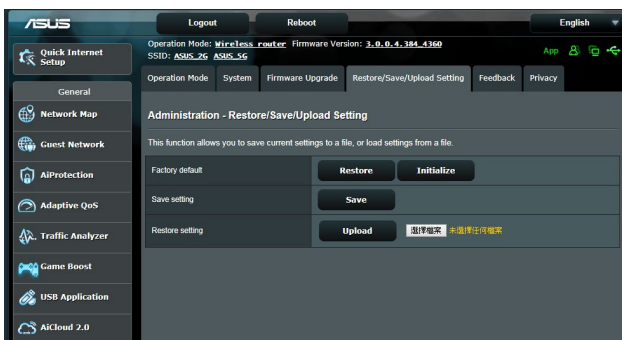 ASUS
Logout
Reboot
English
Quick Internet Setup
Operation Mode: Wireless router Firmware Version: 3.0.0.4.384_4360
SSID: ASUS_2G ASUS_5G
App
Operation Mode
System
Firmware Upgrade
Restore/Save/Upload Setting
Feedback
Privacy
General
Network Map
Guest Network
AiProtection
Adaptive QoS
Traffic Analyzer
Game Boost
USB Application
AiCloud 2.0
Administration - Restore/Save/Upload Setting
This function allows you to save current settings to a file, or load settings from a file.
Factory default
Restore
Initialize
Save setting
Save
Restore setting
Upload
選擇檔案 未選擇任何檔案